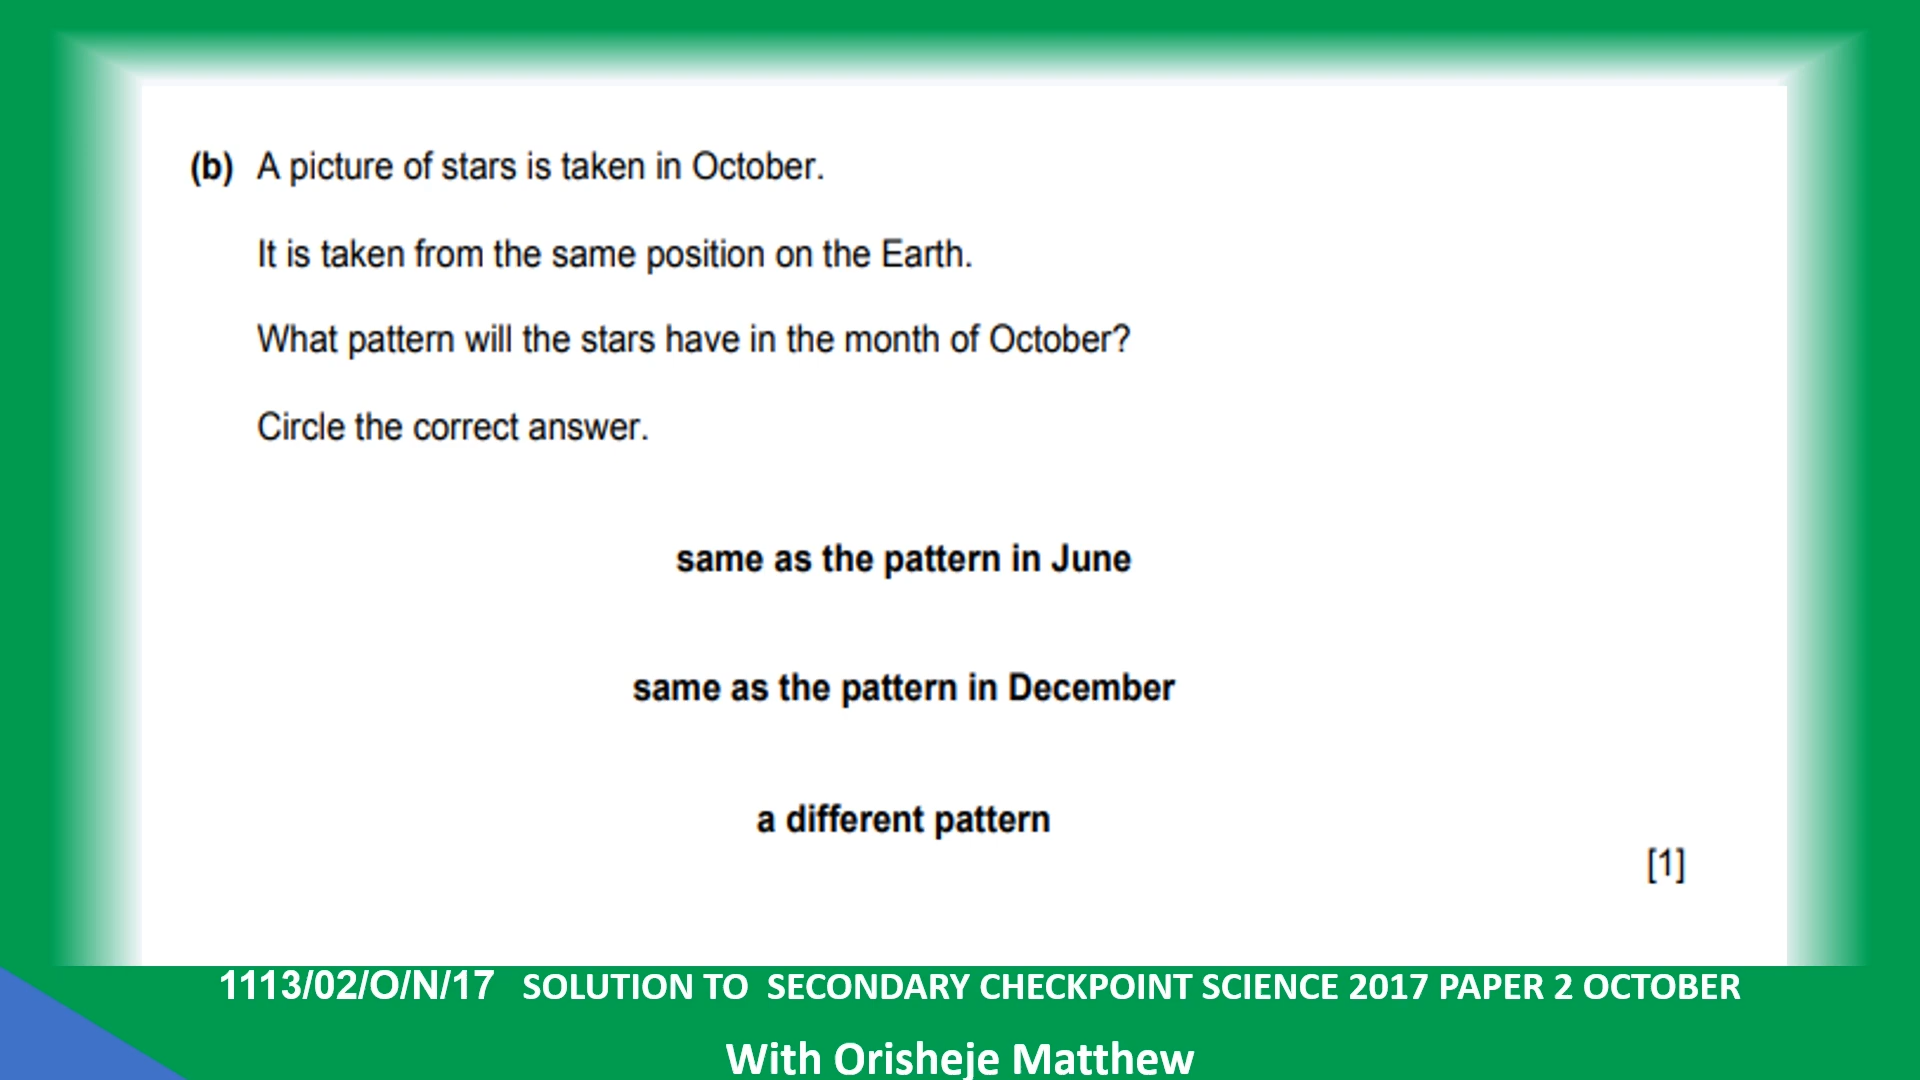 (b) A picture of stars is taken in October.
It is taken from the same position on the Earth.
What pattern will the stars have in the month of October?
Circle the correct answer.
same as the pattern in June
same as the pattern in December
a different pattern
[1]
1113/02/O/N/17 SOLUTION TO SECONDARY CHECKPOINT SCIENCE 2017 PAPER 2 OCTOBER
With Orisheje Matthew